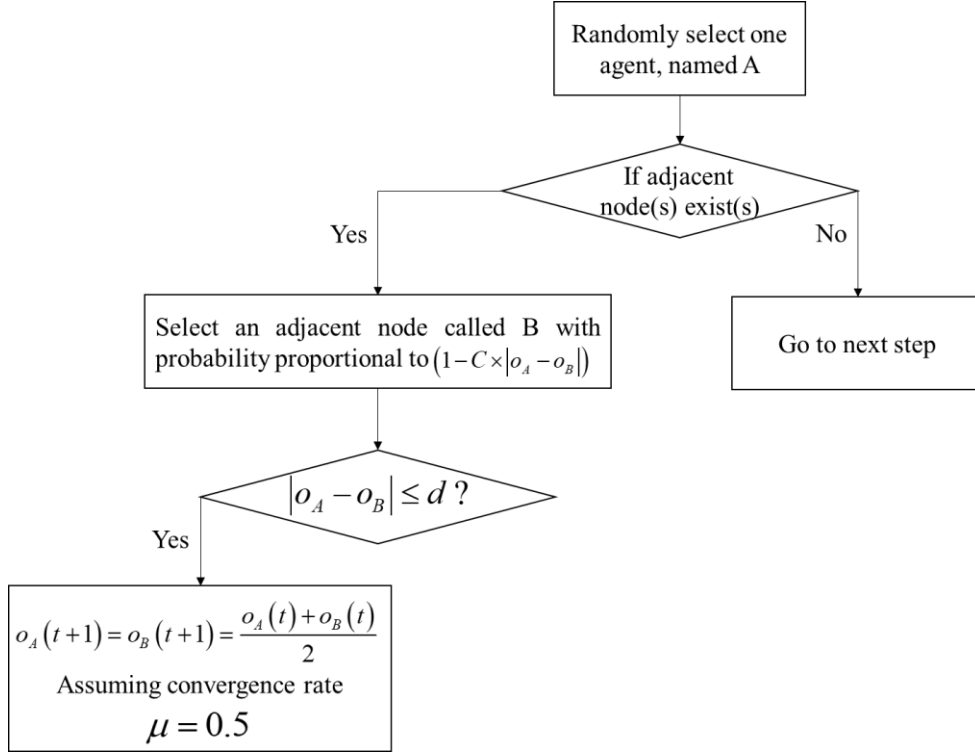 Randomly select one
agent, named A
If adjacent
node(s) exist(s)
Yes
No
Select an adjacent node called B with
probability proportional to (1−C×|o_A−o_B|)
Go to next step
|o_A − o_B| ≤ d ?
Yes
o_A(t+1) = o_B(t+1) = \frac{o_A(t)+o_B(t)}{2}
Assuming convergence rate
μ = 0.5